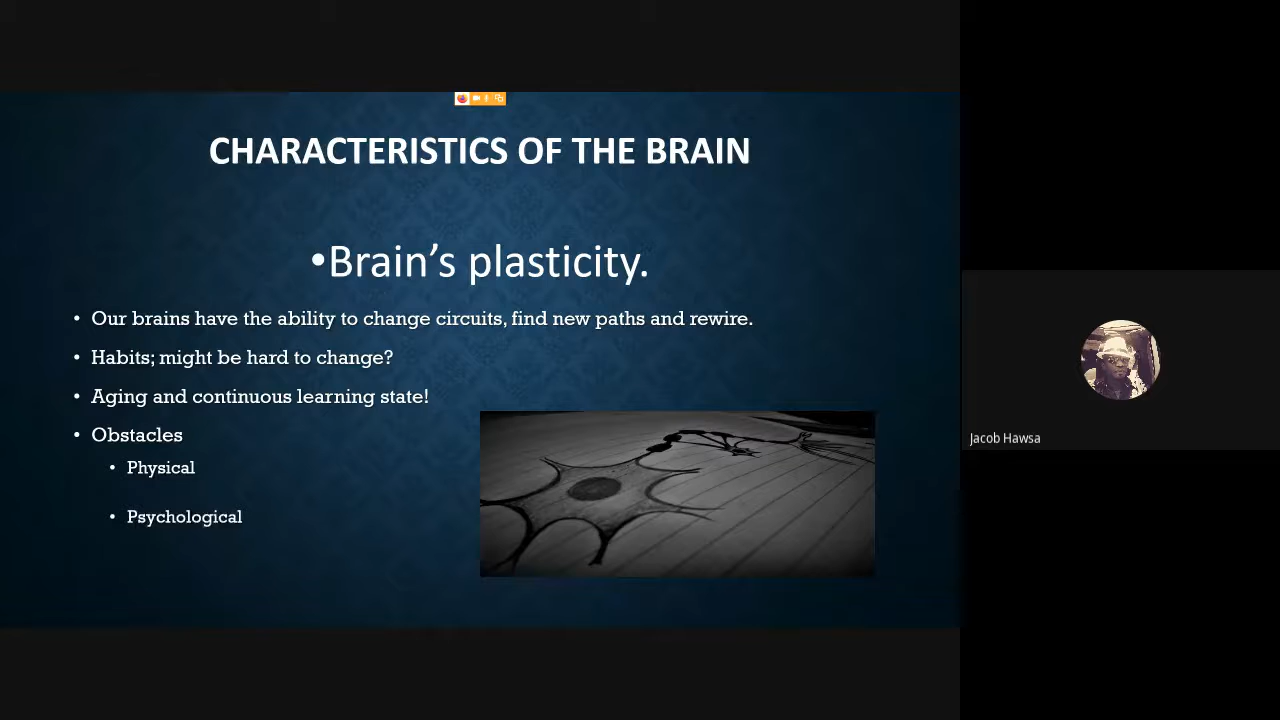 CHARACTERISTICS OF THE BRAIN
•Brain’s plasticity.
• Our brains have the ability to change circuits, find new paths and rewire.
• Habits; might be hard to change?
• Aging and continuous learning state!
• Obstacles
• Physical
• Psychological
Jacob Hawsa